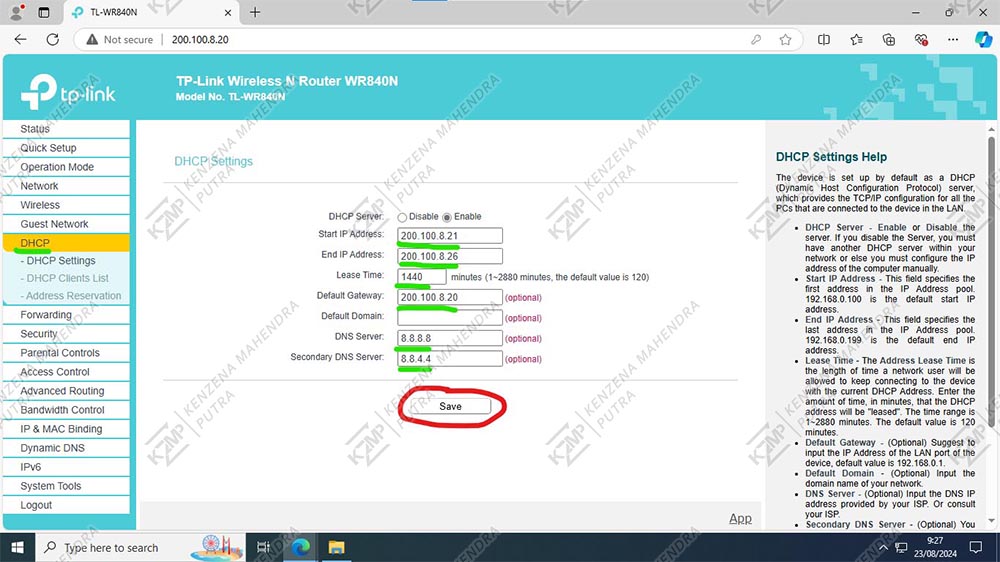 TL-WR840N
Not secure
200.100.8.20
tp-link
TP-Link Wireless N Router WR840N
Model No. TL-WR840N
Status
Quick Setup
Operation Mode
Network
Wireless
Guest Network
DHCP
- DHCP Settings
- DHCP Clients List
- Address Reservation
Forwarding
Security
Parental Controls
Access Control
Advanced Routing
Bandwidth Control
IP & MAC Binding
Dynamic DNS
IPv6
System Tools
Logout
DHCP Settings
DHCP Server: Disable Enable
Start IP Address: 200.100.8.21
End IP Address: 200.100.8.26
Lease Time: 1440 minutes (1~2880 minutes, the default value is 120)
Default Gateway: 200.100.8.20 (optional)
Default Domain: (optional)
DNS Server: 8.8.8.8 (optional)
Secondary DNS Server: 8.8.4.4 (optional)
Save
App
DHCP Settings Help
The device is set up by default as a DHCP
(Dynamic Host Configuration Protocol) server,
which provides the TCP/IP configuration for all the
PCs that are connected to the device in the LAN.
• DHCP Server - Enable or Disable the
server. If you disable the Server, you must
have another DHCP server within your
network or else you must configure the IP
address of the computer manually.
• Start IP Address - This field specifies the
first address in the IP Address pool.
192.168.0.100 is the default start IP
address.
• End IP Address - This field specifies the
last address in the IP Address pool.
192.168.0.199 is the default end IP
address.
• Lease Time - The Address Lease Time is
the length of time a network user will be
allowed to keep connecting to the device
with the current DHCP Address. Enter the
amount of time, in minutes, that the DHCP
address will be "leased". The time range is
1~2880 minutes. The default value is 120
minutes.
• Default Gateway - (Optional) Suggest to
input the IP Address of the LAN port of the
device, default value is 192.168.0.1.
• Default Domain - (Optional) Input the
domain name of your network.
• DNS Server - (Optional) Input the DNS IP
address provided by your ISP. Or consult
your ISP.
• Secondary DNS Server - (Optional) You
Type here to search
9:27
23/08/2024
KZMP | KENZENA MAHENDRA
PUTRA